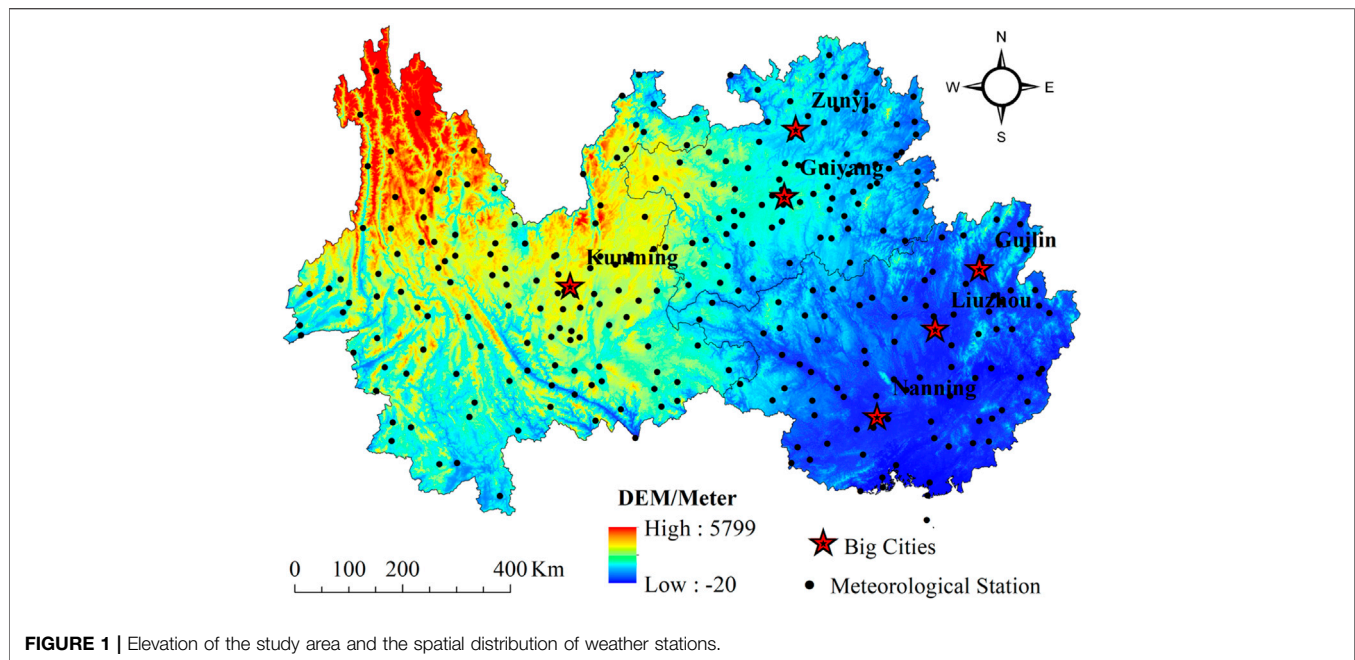 N
W E
S
Zunyi
Guiyang
Guilin
Kunming
Liuzhou
Nanning
DEM/Meter
High : 5799
Low : -20
Big Cities
Meteorological Station
0 100 200 400 Km
FIGURE 1 | Elevation of the study area and the spatial distribution of weather stations.